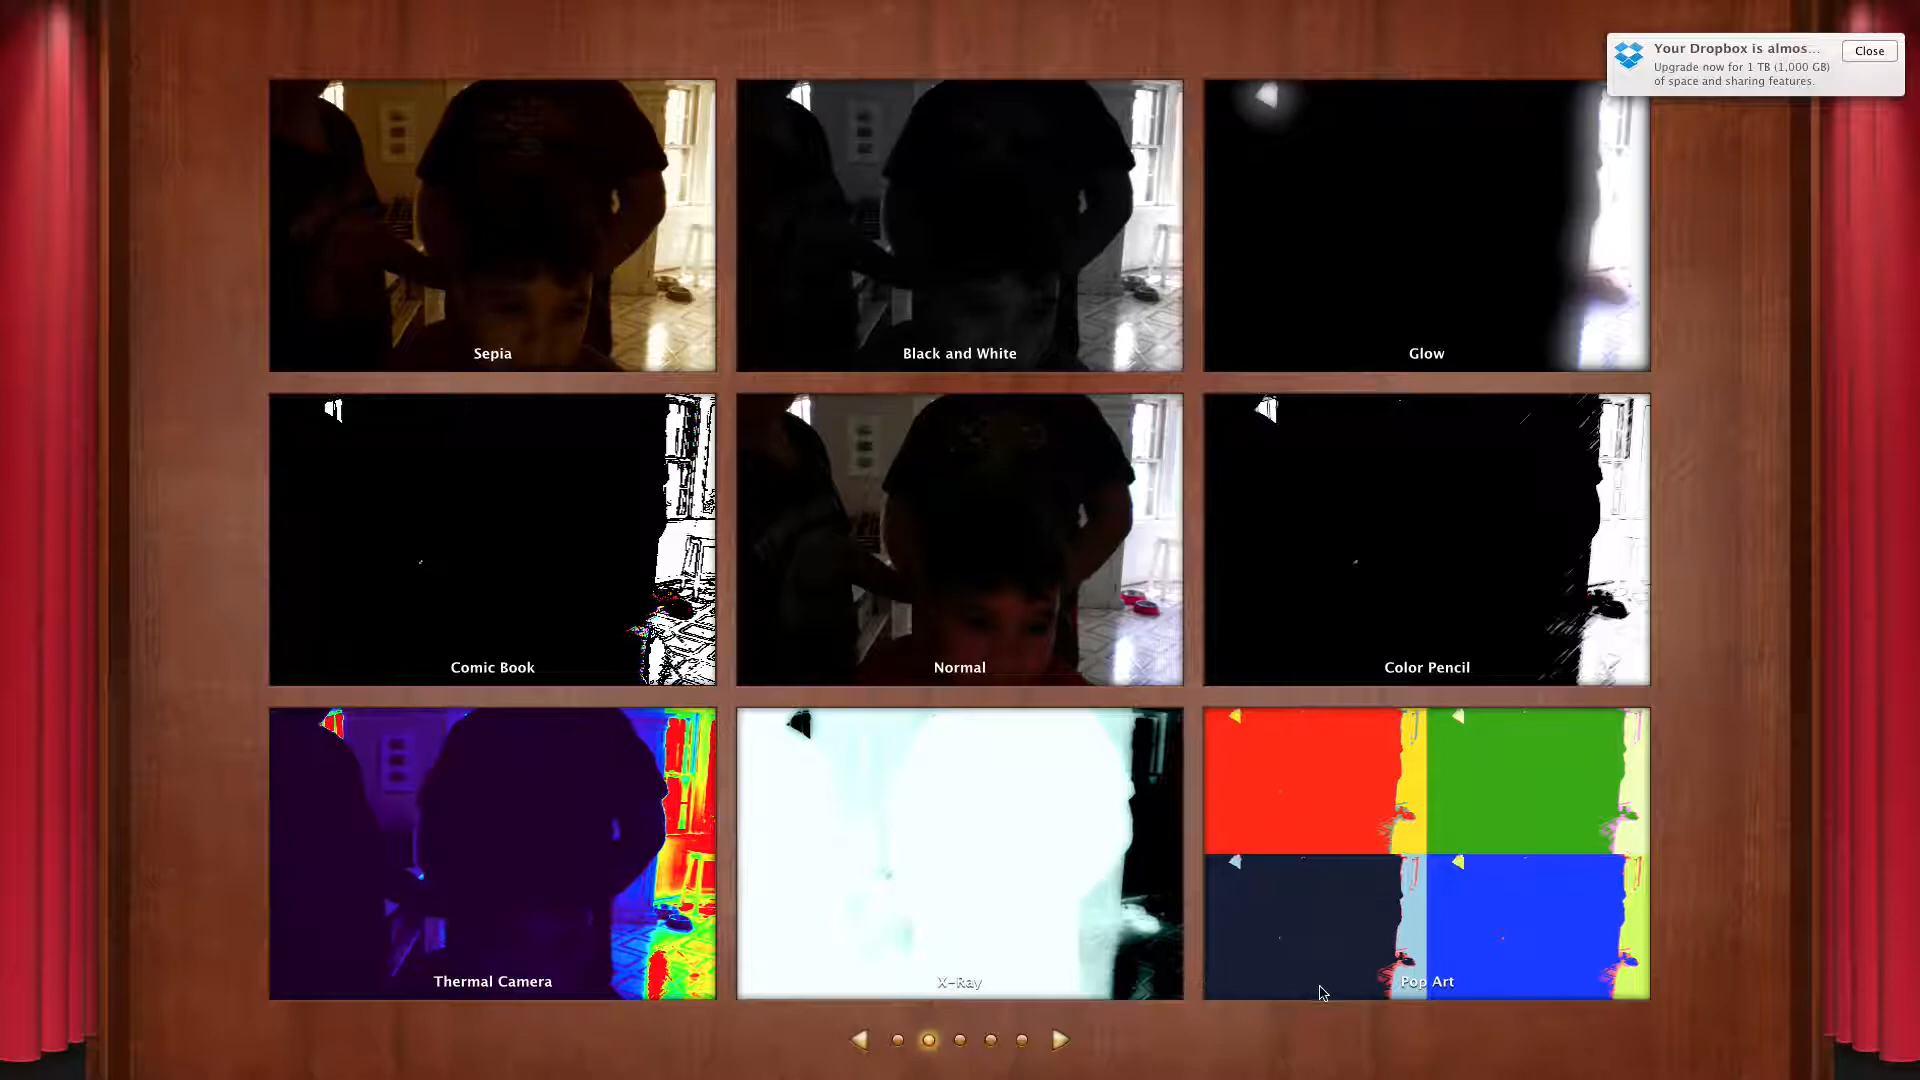 Your Dropbox is almos...
Close
Upgrade now for 1 TB (1,000 GB)
of space and sharing features.
Sepia
Black and White
Glow
Comic Book
Normal
Color Pencil
Thermal Camera
X-Ray
Pop Art